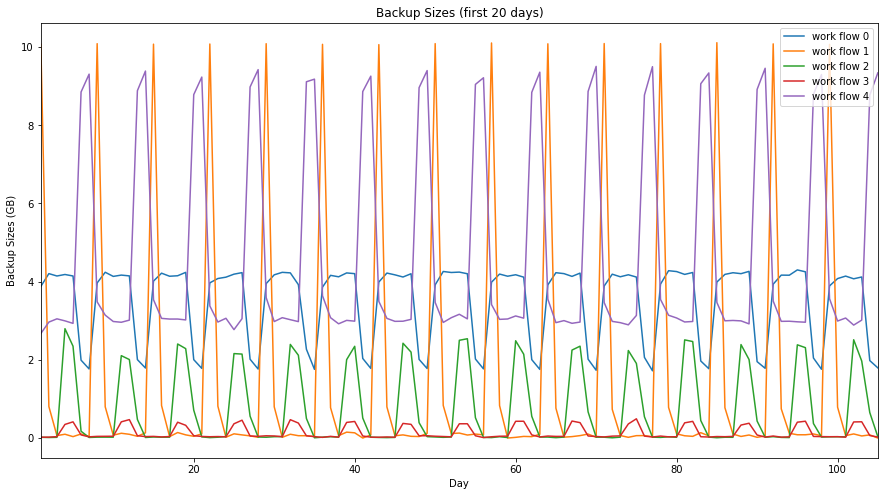 Backup Sizes (first 20 days)
work flow 0
work flow 1
work flow 2
work flow 3
work flow 4
Backup Sizes (GB)
10
8
6
4
2
0
20
40
60
80
100
Day